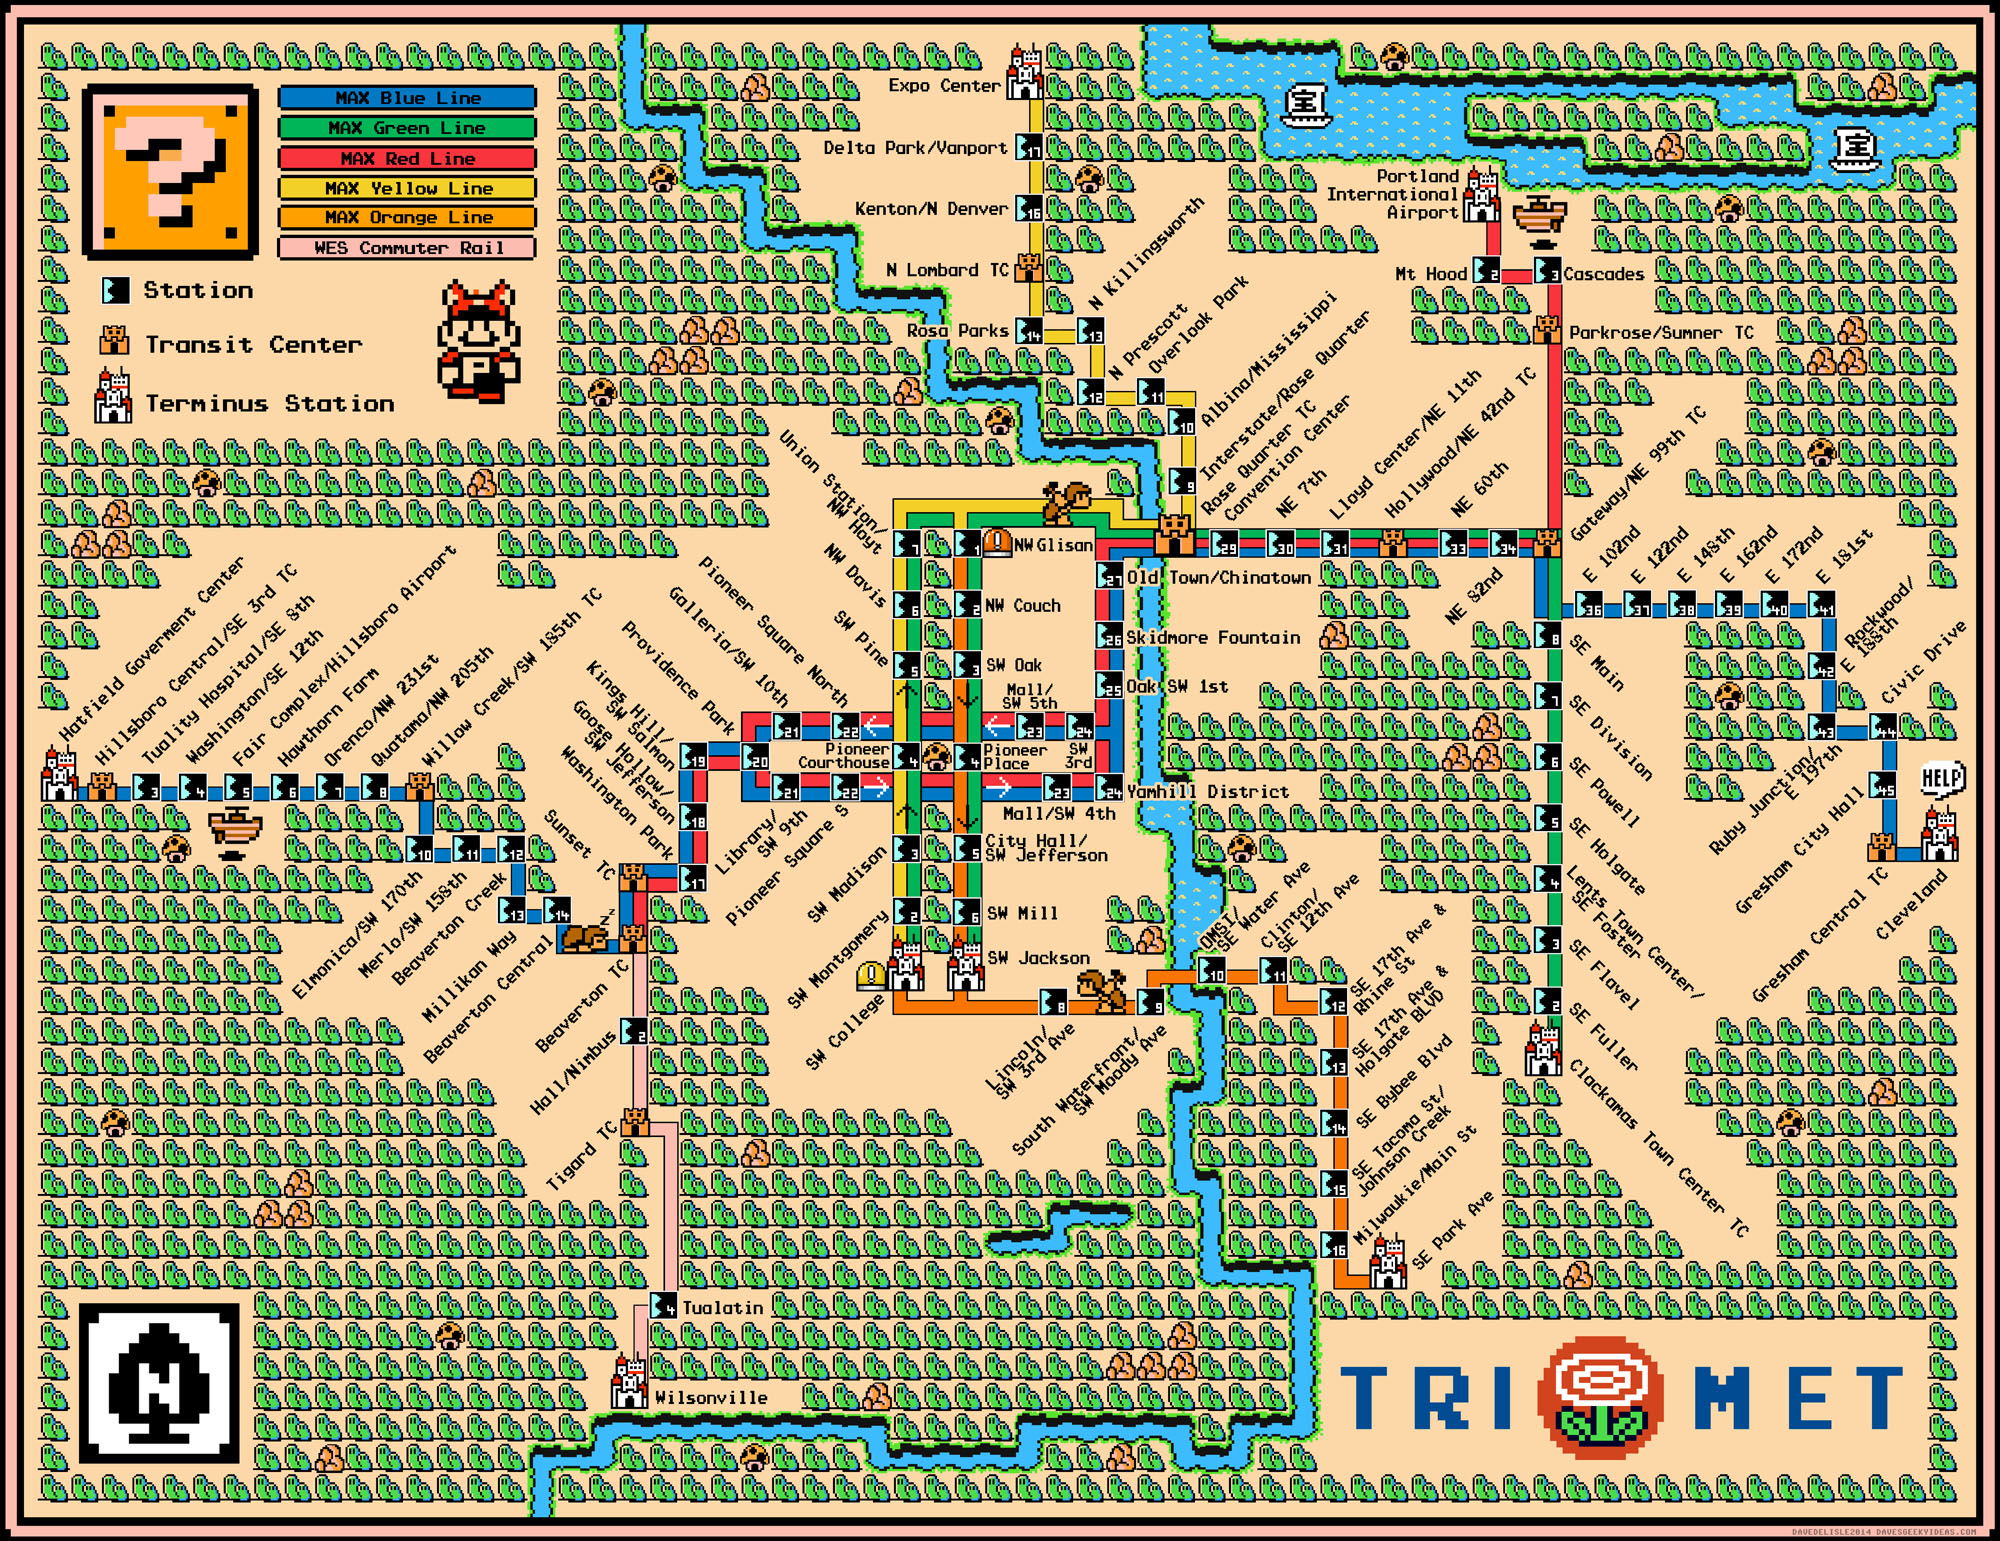 ?
MAX Blue Line
MAX Green Line
MAX Red Line
MAX Yellow Line
MAX Orange Line
WES Commuter Rail
Station
Transit Center
Terminus Station
Expo Center
Delta Park/Vanport
17
Kenton/N Denver
16
N Lombard TC
Rosa Parks
14
13
N Killingsworth
12
N Prescott
11
Overlook Park
10
Albina/Mississippi
9
Interstate/Rose Quarter
Rose Quarter TC
Convention Center
29
NE 7th
30
Lloyd Center/NE 11th
31
Hollywood/NE 42nd TC
NE 60th
33
NE 82nd
34
Gateway/NE 99th TC
宝
宝
Portland
International
Airport
Mt Hood
2
3
Cascades
Parkrose/Sumner TC
E 102nd
E 122nd
E 148th
E 162nd
E 172nd
E 181st
36
37
38
39
40
41
Rockwood/
E 188th
42
Ruby Junction/
E 197th
43
Civic Drive
44
Gresham City Hall
45
Gresham Central TC
Cleveland
HELP
8
SE Main
7
SE Division
6
SE Powell
5
SE Holgate
4
Lents Town Center/
SE Foster
3
SE Flavel
2
SE Fuller
Clackamas Town Center TC
Union Station/
NW Hoyt
7
1
!
NW Glisan
NW Davis
6
2
NW Couch
SW Pine
5
3
SW Oak
27
Old Town/Chinatown
26
Skidmore Fountain
25
Oak SW 1st
Mall/
SW 5th
23
24
Pioneer Square North
22
Galleria/SW 10th
21
Providence Park
20
Pioneer
Courthouse
4
4
Pioneer
Place
SW
3rd
21
22
23
24
Yamhill District
Mall/SW 4th
Library/
SW 9th
Pioneer Square S
Kings Hill/
SW Salmon
19
Goose Hollow/
SW Jefferson
18
Washington Park
17
Sunset TC
SW Madison
3
5
City Hall/
SW Jefferson
SW Montgomery
2
6
SW Mill
SW Jackson
!
SW College
8
Lincoln/
SW 3rd Ave
9
South Waterfront/
SW Moody Ave
10
OMSI/
SE Water Ave
11
Clinton/
SE 12th Ave
12
SE 17th Ave &
Rhine St
13
SE 17th Ave &
Holgate BLVD
14
SE Bybee Blvd
15
SE Tacoma St/
Johnson Creek
16
Milwaukie/Main St
SE Park Ave
Hatfield Goverment Center
Hillsboro Central/SE 3rd TC
Tuality Hospital/SE 8th
3
Washington/SE 12th
4
Fair Complex/Hillsboro Airport
5
Hawthorn Farm
6
Orenco/NW 231st
7
Quatama/NW 205th
8
Willow Creek/SW 185th TC
10
Elmonica/SW 170th
11
Merlo/SW 158th
12
Beaverton Creek
13
Millikan Way
14
Beaverton Central
z
z
Beaverton TC
Hall/Nimbus
2
Tigard TC
4
Tualatin
Wilsonville
N
TRI MET
DAVEDELISLE2014 DAVESGEEKYIDEAS.COM